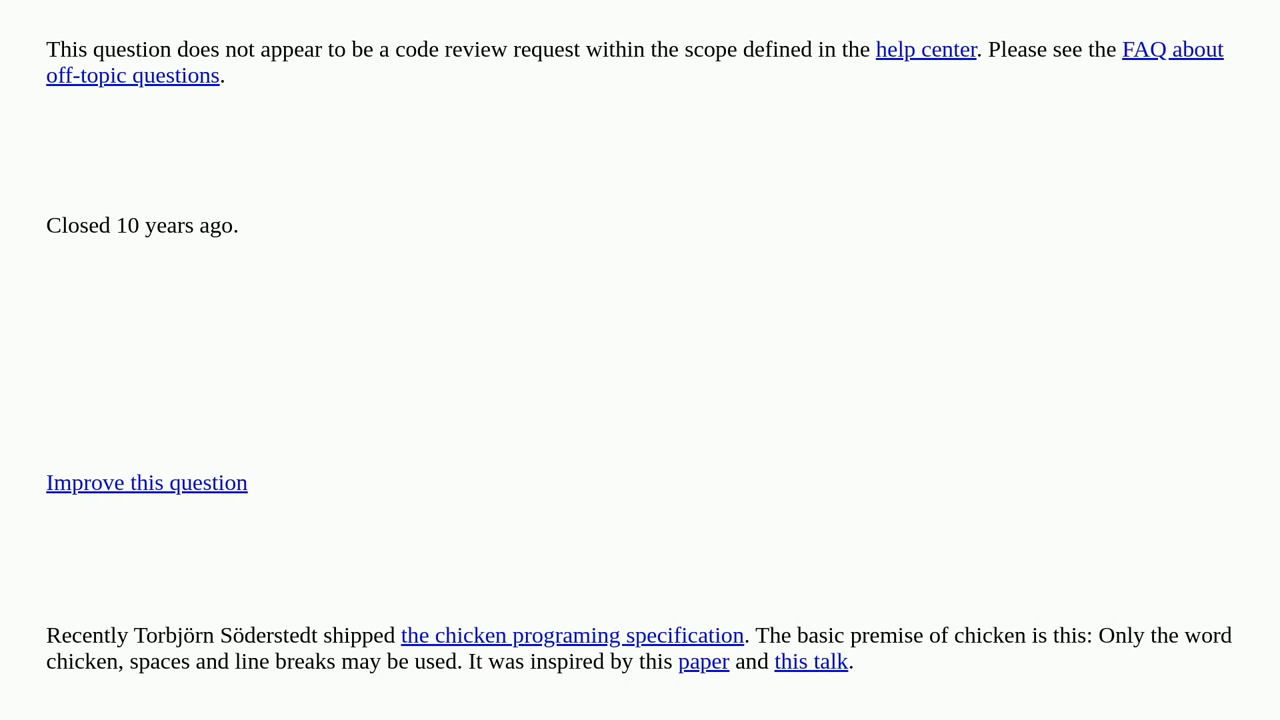 This question does not appear to be a code review request within the scope defined in the help center. Please see the FAQ about
off-topic questions.
Closed 10 years ago.
Improve this question
Recently Torbjörn Söderstedt shipped the chicken programing specification. The basic premise of chicken is this: Only the word
chicken, spaces and line breaks may be used. It was inspired by this paper and this talk.